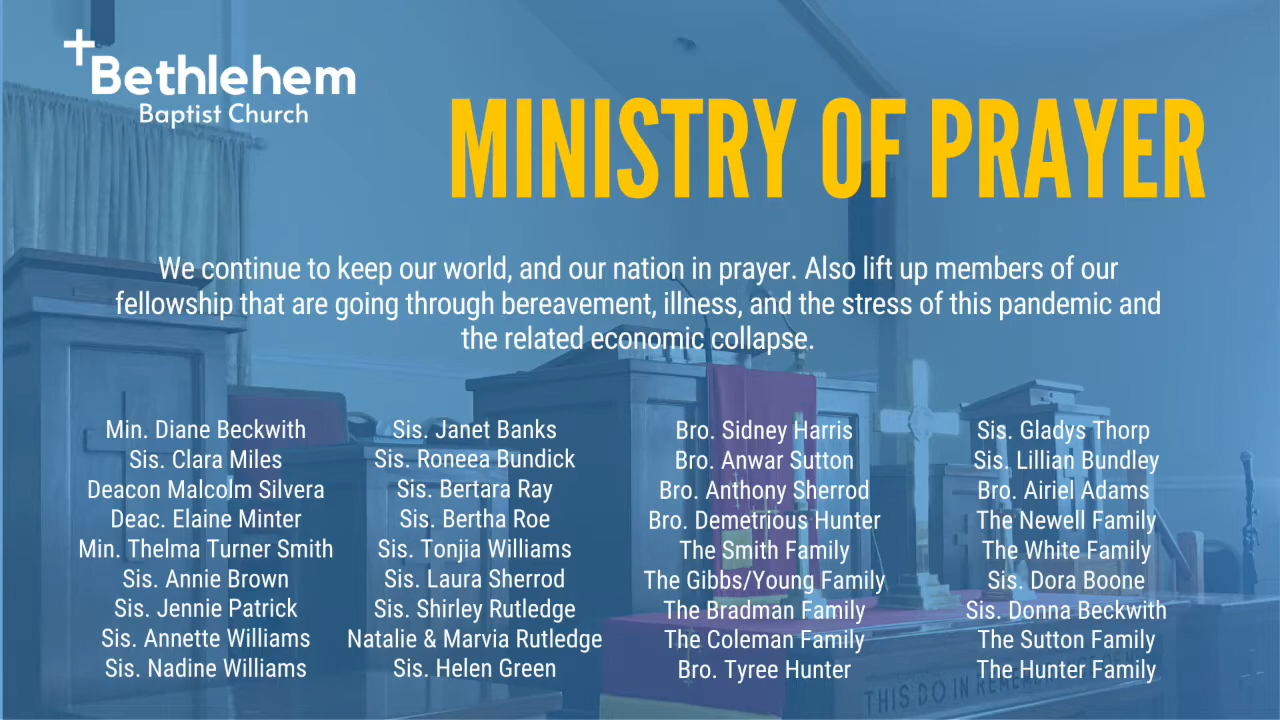 Bethlehem
Baptist Church
MINISTRY OF PRAYER
We continue to keep our world, and our nation in prayer. Also lift up members of our
fellowship that are going through bereavement, illness, and the stress of this pandemic and
the related economic collapse.
Min. Diane Beckwith
Sis. Clara Miles
Deacon Malcolm Silvera
Deac. Elaine Minter
Min. Thelma Turner Smith
Sis. Annie Brown
Sis. Jennie Patrick
Sis. Annette Williams
Sis. Nadine Williams
Sis. Janet Banks
Sis. Roneea Bundick
Sis. Bertara Ray
Sis. Bertha Roe
Sis. Tonjia Williams
Sis. Laura Sherrod
Sis. Shirley Rutledge
Natalie & Marvia Rutledge
Sis. Helen Green
Bro. Sidney Harris
Bro. Anwar Sutton
Bro. Anthony Sherrod
Bro. Demetrious Hunter
The Smith Family
The Gibbs/Young Family
The Bradman Family
The Coleman Family
Bro. Tyree Hunter
Sis. Gladys Thorp
Sis. Lillian Bundley
Bro. Airiel Adams
The Newell Family
The White Family
Sis. Dora Boone
Sis. Donna Beckwith
The Sutton Family
The Hunter Family
THIS DO IN